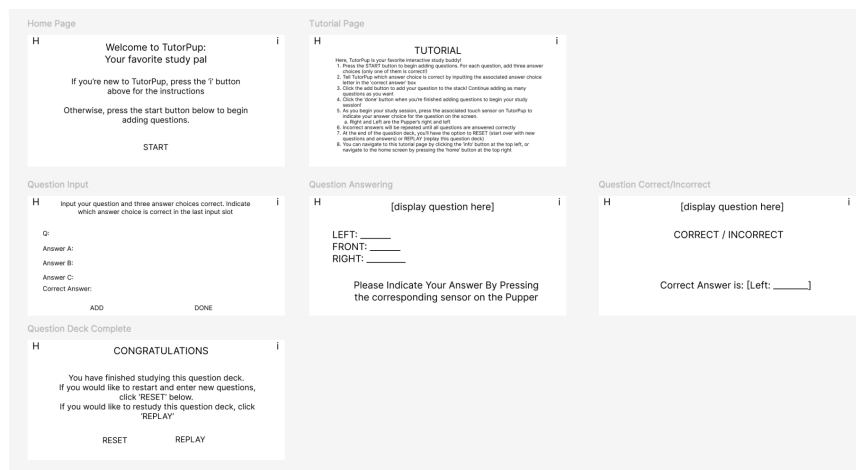 Home Page
H
i
Welcome to TutorPup:
Your favorite study pal
If you're new to TutorPup, press the 'i' button
above for the instructions
Otherwise, press the start button below to begin
adding questions.
START
Tutorial Page
H
i
TUTORIAL
Here, TutorPup is your favorite interactive study buddy!
1. Press the START button to begin adding questions. For each question, add three answer
choices (only one of them is correct!)
2. Tell TutorPup which answer choice is correct by inputting the associated answer choice
letter in the 'correct answer' box
3. Click the add button to add your question to the stack! Continue adding as many
questions as you want
4. Click the 'done' button when you're finished adding questions to begin your study
session!
5. As you begin your study session, press the associated touch sensor on TutorPup to
indicate your answer choice for the question on the screen.
a. Right and Left are the Pupper's right and left
6. Incorrect answers will be repeated until all questions are answered correctly
7. At the end of the question deck, you'll have the option to RESET (start over with new
questions and answers) or REPLAY (replay this question deck)
8. You can navigate to this tutorial page by clicking the 'info' button at the top left, or
navigate to the home screen by pressing the 'home' button at the top right
Question Input
H
i
Input your question and three answer choices correct. Indicate
which answer choice is correct in the last input slot
Q:
Answer A:
Answer B:
Answer C:
Correct Answer:
ADD DONE
Question Answering
H
i
[display question here]
LEFT: ______
FRONT: ______
RIGHT: ________
Please Indicate Your Answer By Pressing
the corresponding sensor on the Pupper
Question Correct/Incorrect
H
i
[display question here]
CORRECT / INCORRECT
Correct Answer is: [Left: _______]
Question Deck Complete
H
i
CONGRATULATIONS
You have finished studying this question deck.
If you would like to restart and enter new questions,
click 'RESET' below.
If you would like to restudy this question deck, click
'REPLAY'
RESET REPLAY